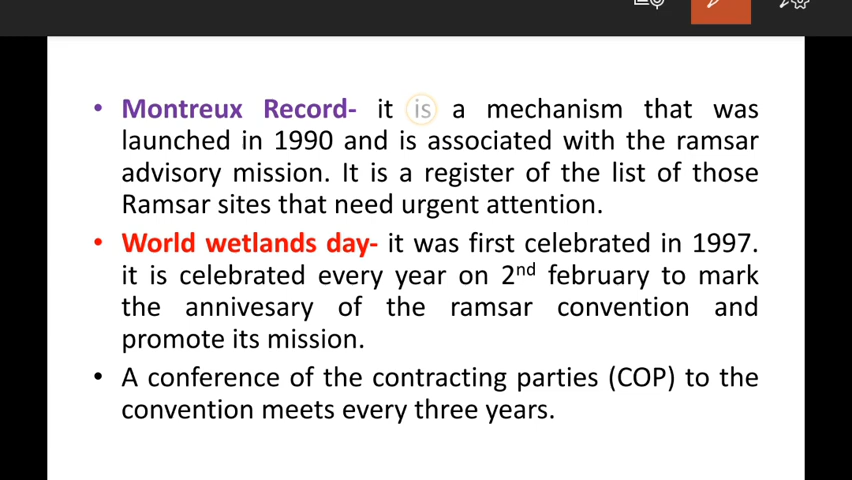 • Montreux Record- it is a mechanism that was
launched in 1990 and is associated with the ramsar
advisory mission. It is a register of the list of those
Ramsar sites that need urgent attention.
• World wetlands day- it was first celebrated in 1997.
it is celebrated every year on 2nd february to mark
the annivesary of the ramsar convention and
promote its mission.
• A conference of the contracting parties (COP) to the
convention meets every three years.